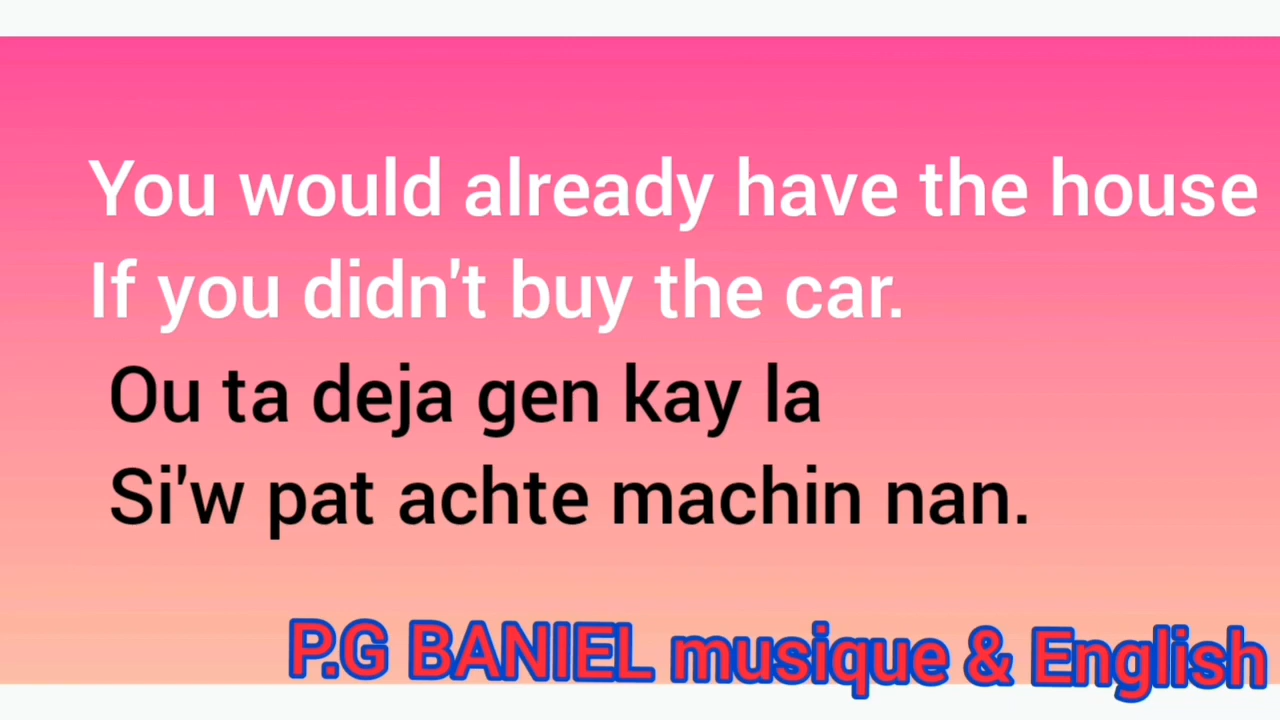 You would already have the house
If you didn't buy the car.
Ou ta deja gen kay la
Si'w pat achte machin nan.
P.G BANIEL musique & English